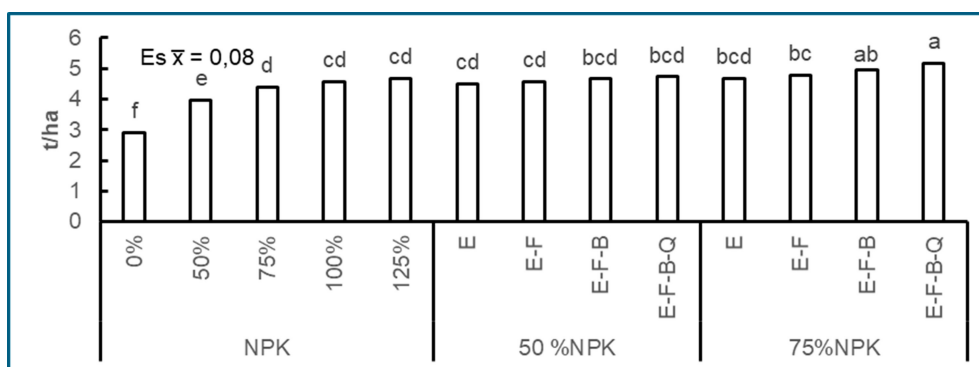 6
5
4
3
2
1
0
t/ha
Es x̅ = 0,08
f
e
d
cd
cd
cd
cd
bcd
bcd
bcd
bc
ab
a
0%
50%
75%
100%
125%
E
E-F
E-F-B
E-F-B-Q
E
E-F
E-F-B
E-F-B-Q
NPK
50 %NPK
75%NPK